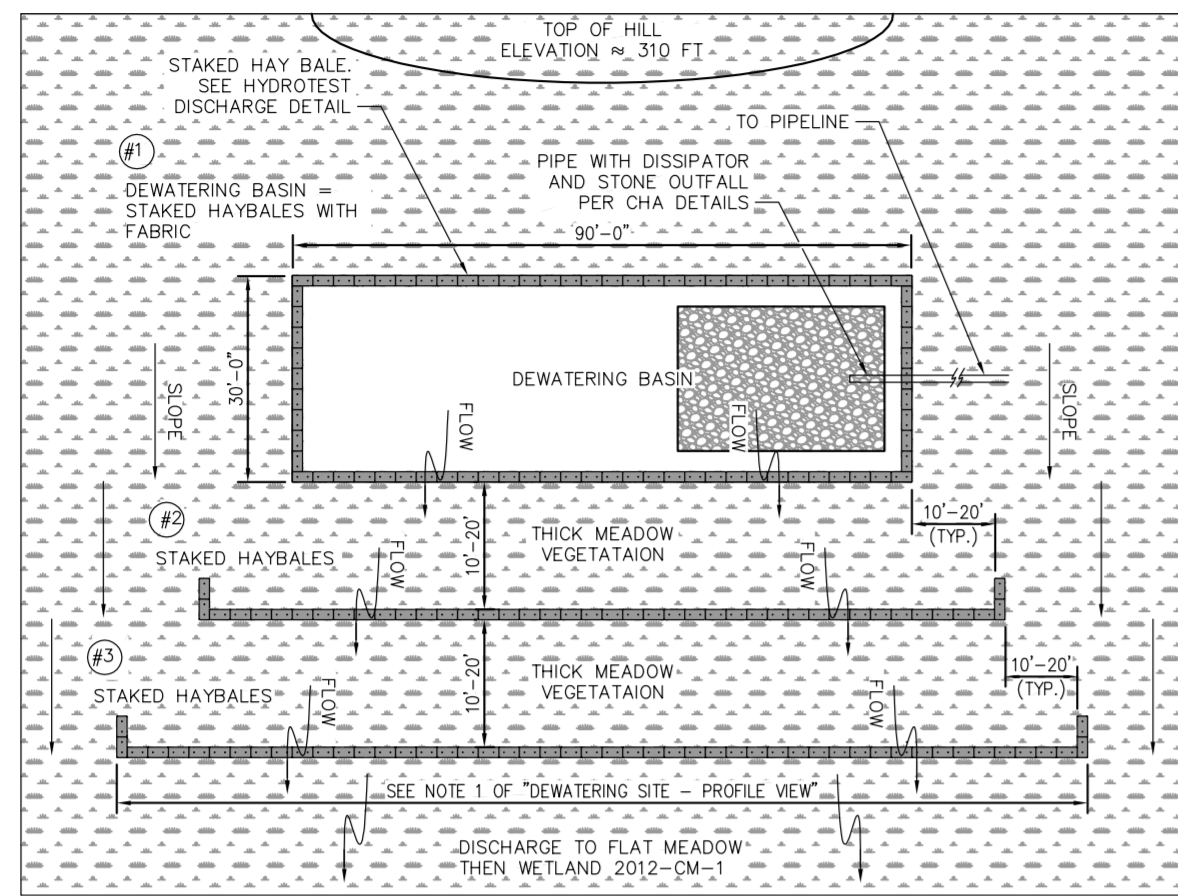 TOP OF HILL
ELEVATION ≈ 310 FT
STAKED HAY BALE.
SEE HYDROTEST
DISCHARGE DETAIL
TO PIPELINE
#1
PIPE WITH DISSIPATOR
AND STONE OUTFALL
PER CHA DETAILS
DEWATERING BASIN =
STAKED HAYBALES WITH
FABRIC
90'-0"
30'-0"
SLOPE
DEWATERING BASIN
SLOPE
FLOW
FLOW
#2
STAKED HAYBALES
10'-20'
THICK MEADOW
VEGETATAION
10'-20'
(TYP.)
FLOW
FLOW
#3
STAKED HAYBALES
10'-20'
THICK MEADOW
VEGETATAION
10'-20'
(TYP.)
FLOW
FLOW
SEE NOTE 1 OF "DEWATERING SITE - PROFILE VIEW"
DISCHARGE TO FLAT MEADOW
THEN WETLAND 2012-CM-1